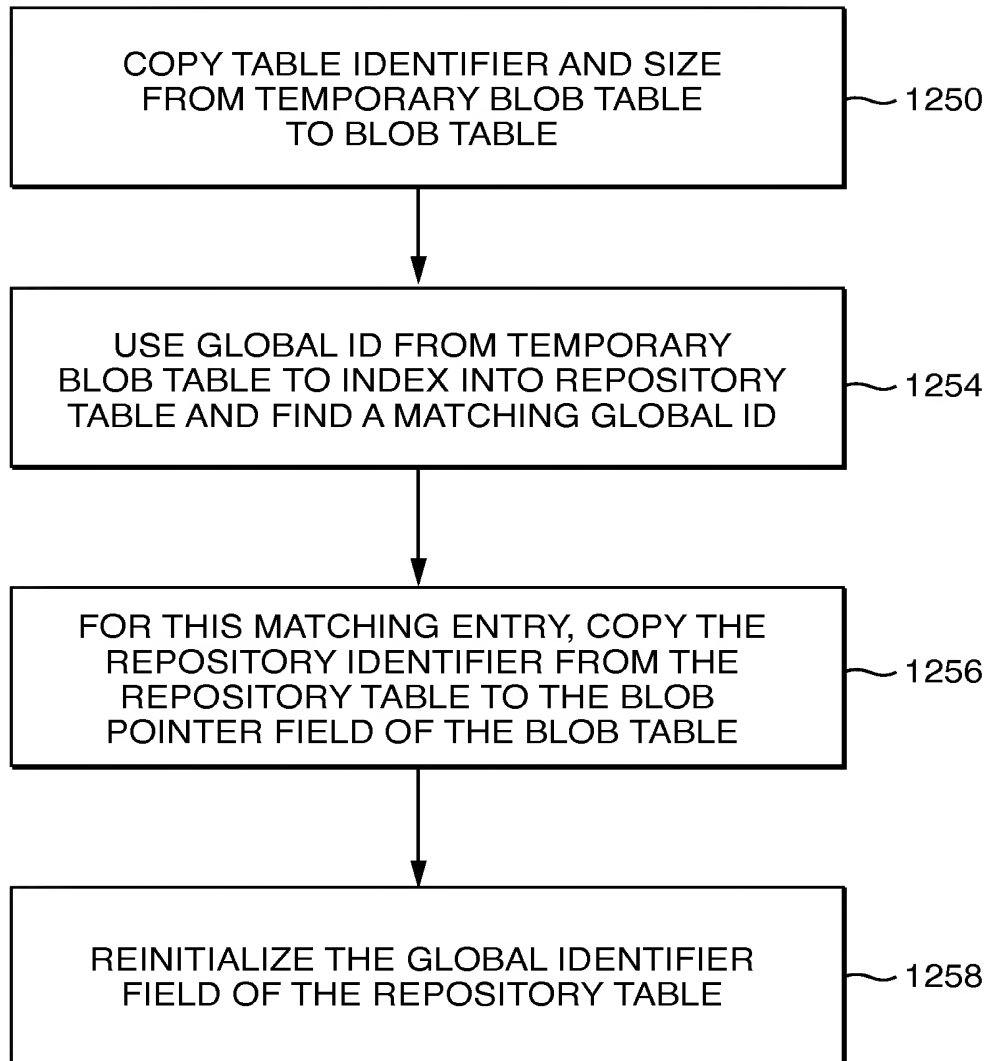 COPY TABLE IDENTIFIER AND SIZE
FROM TEMPORARY BLOB TABLE
TO BLOB TABLE
1250
USE GLOBAL ID FROM TEMPORARY
BLOB TABLE TO INDEX INTO REPOSITORY
TABLE AND FIND A MATCHING GLOBAL ID
1254
FOR THIS MATCHING ENTRY, COPY THE
REPOSITORY IDENTIFIER FROM THE
REPOSITORY TABLE TO THE BLOB
POINTER FIELD OF THE BLOB TABLE
1256
REINITIALIZE THE GLOBAL IDENTIFIER
FIELD OF THE REPOSITORY TABLE
1258